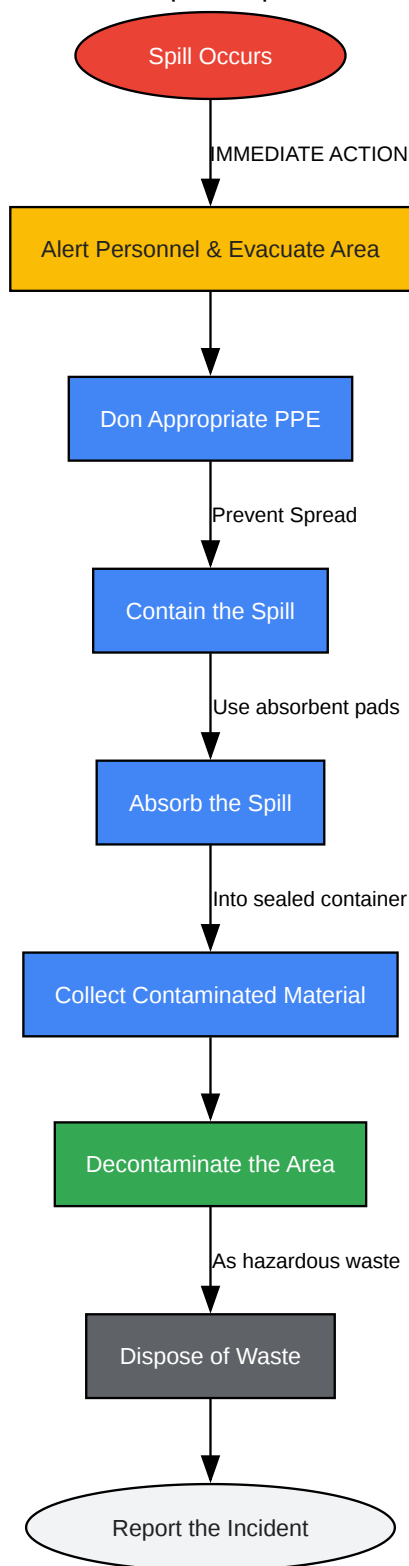 Spill Occurs
IMMEDIATE ACTION
Alert Personnel & Evacuate Area
Don Appropriate PPE
Prevent Spread
Contain the Spill
Use absorbent pads
Absorb the Spill
Into sealed container
Collect Contaminated Material
Decontaminate the Area
As hazardous waste
Dispose of Waste
Report the Incident